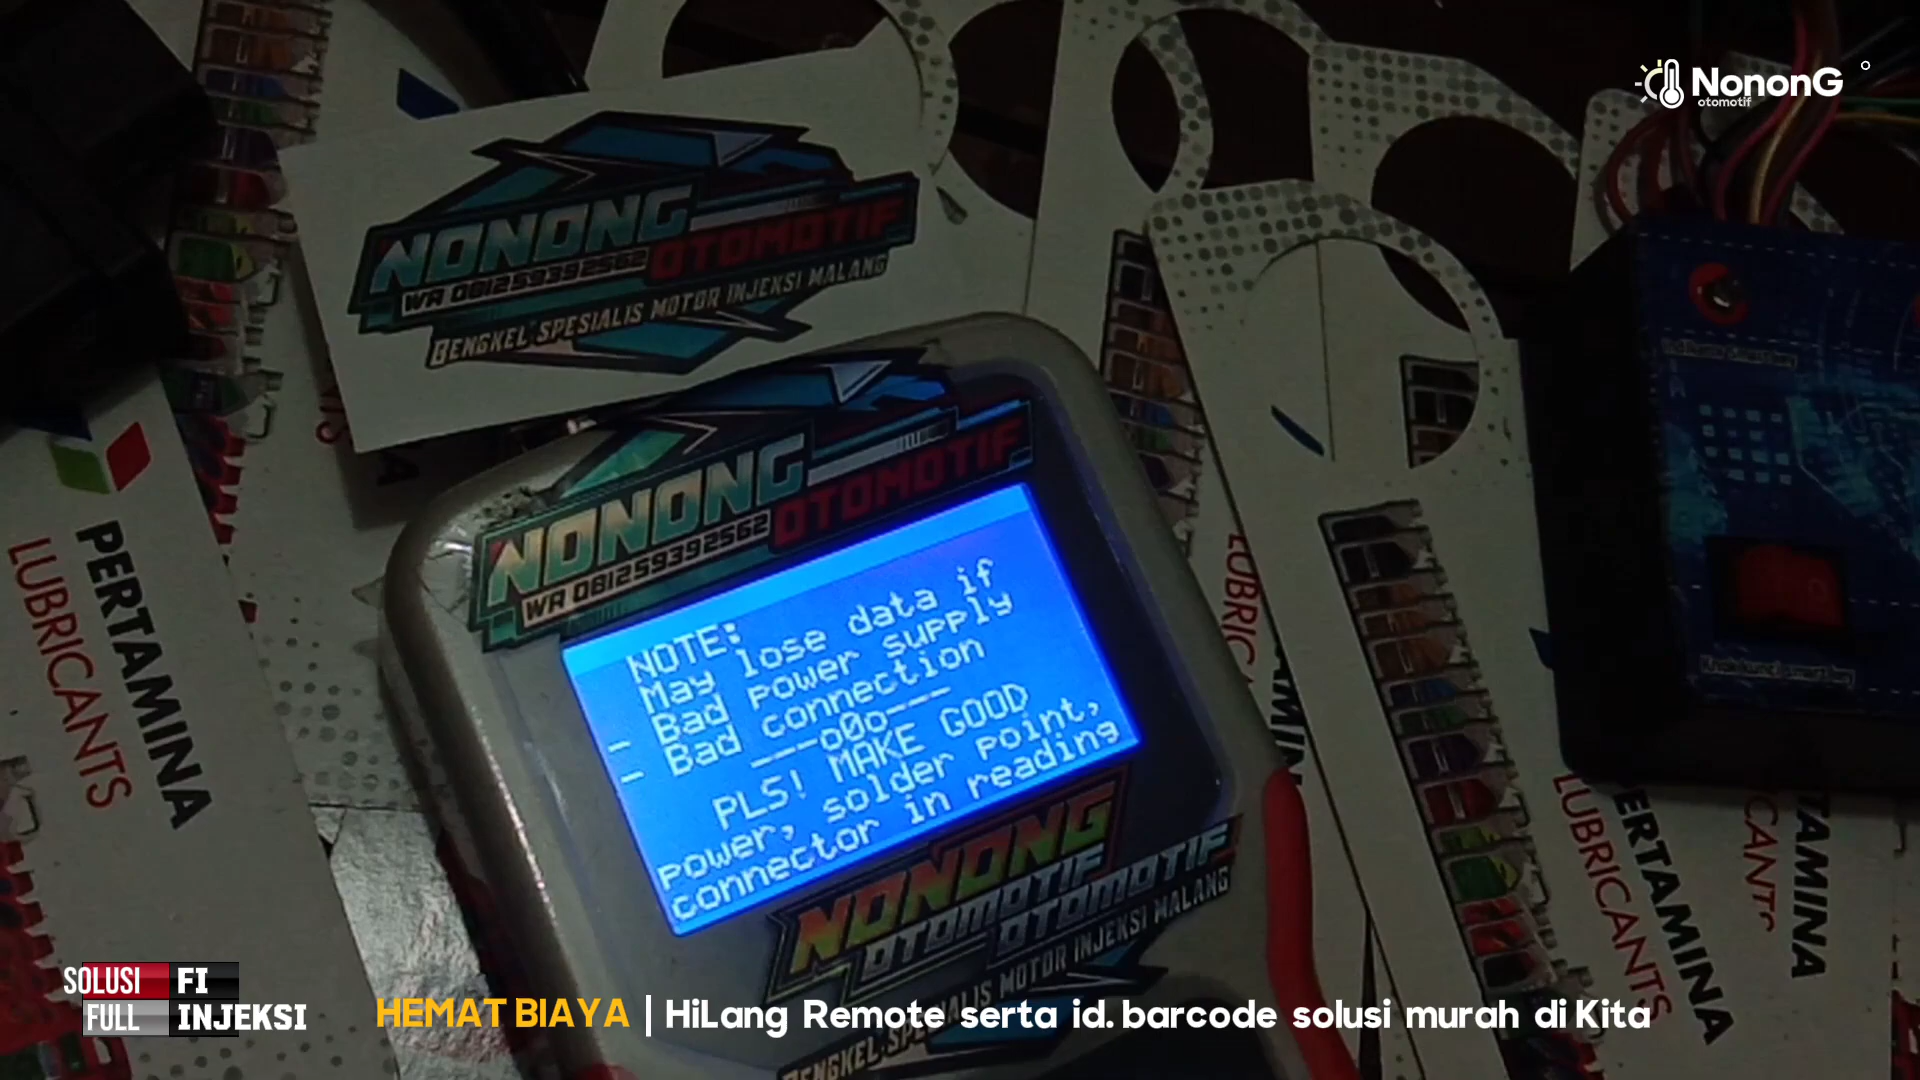 NononG
otomotif
NONONG
OTOMOTIF
WA 081259392562
BENGKEL SPESIALIS MOTOR INJEKSI MALANG
NONONG
OTOMOTIF
WA 081259392562
NOTE:
May lose data if
- Bad power supply
- Bad connection
---o0o---
PLS! MAKE GOOD
power, solder point,
connector in reading
NONONG
OTOMOTIF OTOMOTIF
BENGKEL SPESIALIS MOTOR INJEKSI MALANG
PERTAMINA
LUBRICANTS
PERTAMINA
LUBRICANTS
SOLUSI FI
FULL INJEKSI
HEMAT BIAYA | HiLang Remote serta id. barcode solusi murah di Kita